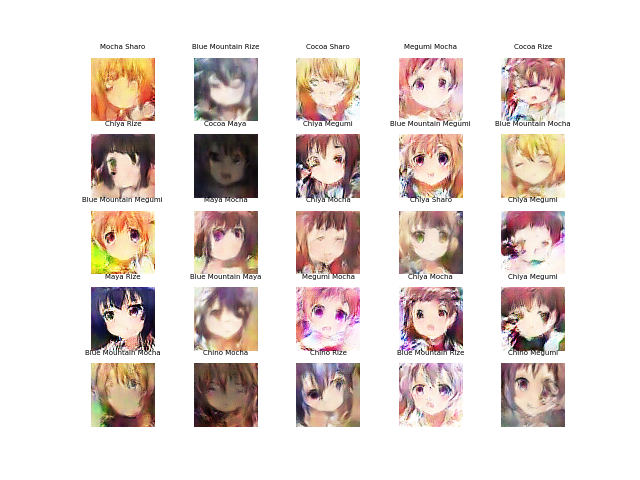 Mocha Sharo
Blue Mountain Rize
Cocoa Sharo
Megumi Mocha
Cocoa Rize
Chiya Rize
Cocoa Maya
Chiya Megumi
Blue Mountain Megumi
Blue Mountain Mocha
Blue Mountain Megumi
Maya Mocha
Chiya Mocha
Chiya Sharo
Chiya Megumi
Maya Rize
Blue Mountain Maya
Megumi Mocha
Chiya Mocha
Chiya Megumi
Blue Mountain Mocha
Chino Mocha
Chino Rize
Blue Mountain Rize
Chino Megumi